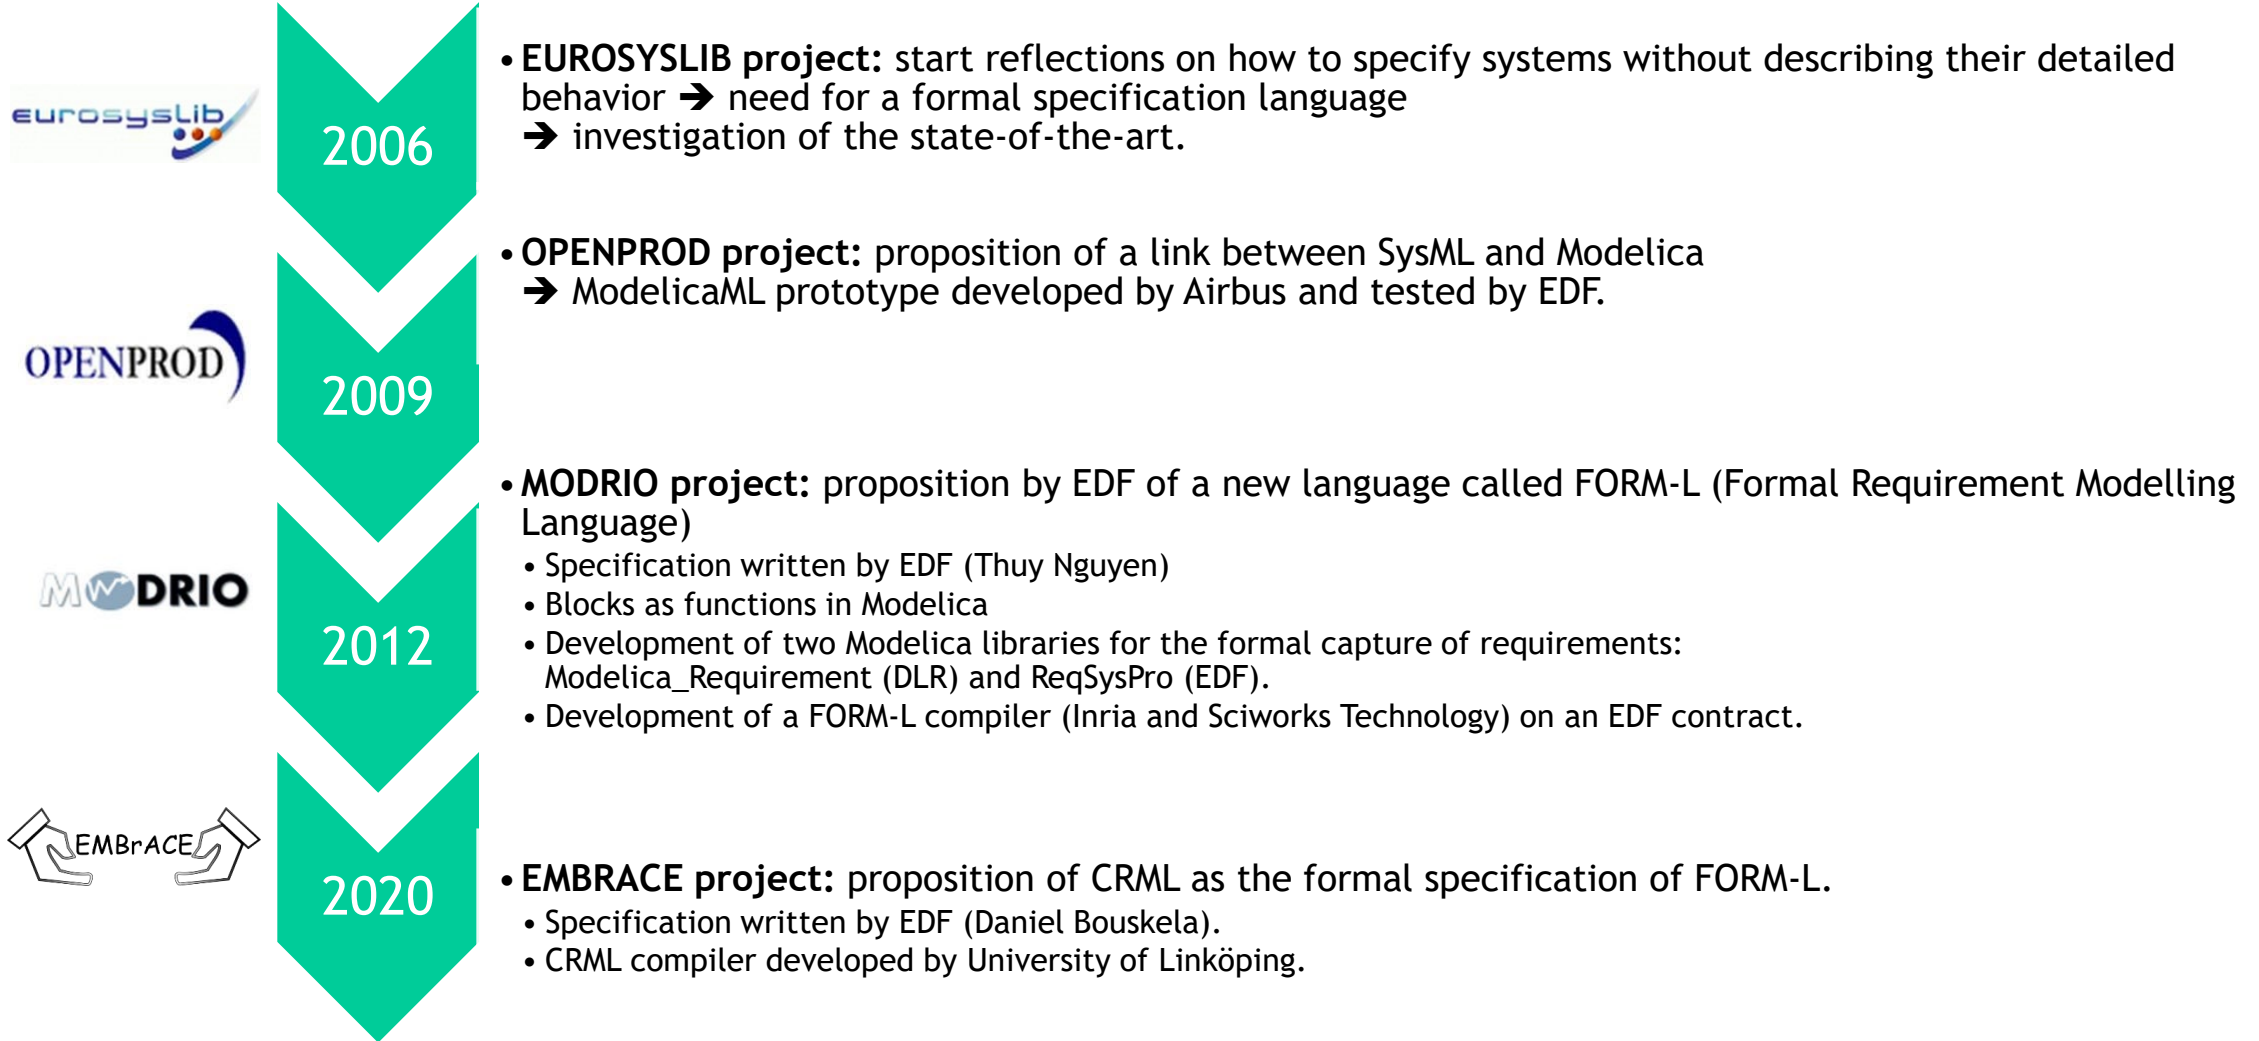 eurosyslib
2006
• EUROSYSLIB project: start reflections on how to specify systems without describing their detailed
behavior ➔ need for a formal specification language
➔ investigation of the state-of-the-art.
OPENPROD
2009
• OPENPROD project: proposition of a link between SysML and Modelica
➔ ModelicaML prototype developed by Airbus and tested by EDF.
MODRIO
2012
• MODRIO project: proposition by EDF of a new language called FORM-L (Formal Requirement Modelling
Language)
• Specification written by EDF (Thuy Nguyen)
• Blocks as functions in Modelica
• Development of two Modelica libraries for the formal capture of requirements:
Modelica_Requirement (DLR) and ReqSysPro (EDF).
• Development of a FORM-L compiler (Inria and Sciworks Technology) on an EDF contract.
EMBrACE
2020
• EMBRACE project: proposition of CRML as the formal specification of FORM-L.
• Specification written by EDF (Daniel Bouskela).
• CRML compiler developed by University of Linköping.